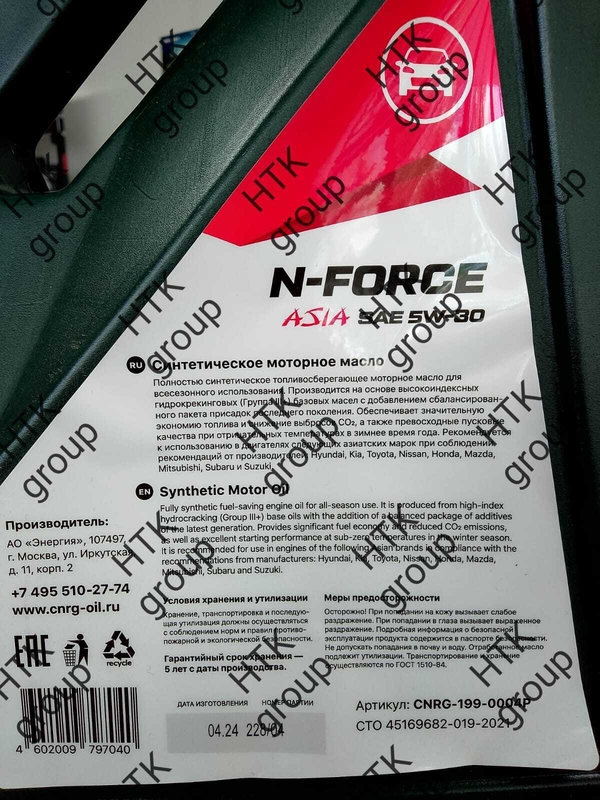 N-FORCE
ASIA SAE 5W-30
RU Синтетическое моторное масло
Полностью синтетическое топливосберегающее моторное масло для
всесезонного использования. Производится на основе высокоиндексных
гидрокрекинговых (Группа III+) базовых масел с добавлением сбалансирован-
ного пакета присадок последнего поколения. Обеспечивает значительную
экономию топлива и снижение выбросов CO₂, а также превосходные пусковые
качества при отрицательных температурах в зимнее время года. Рекомендуется
к использованию в двигателях следующих азиатских марок при соблюдении
рекомендаций от производителей: Hyundai, Kia, Toyota, Nissan, Honda, Mazda,
Mitsubishi, Subaru и Suzuki.
EN Synthetic Motor Oil
Fully synthetic fuel-saving engine oil for all-season use. It is produced from high-index
hydrocracking (Group III+) base oils with the addition of a balanced package of additives
of the latest generation. Provides significant fuel economy and reduced CO₂ emissions,
as well as excellent starting performance at sub-zero temperatures in the winter season.
It is recommended for use in engines of the following Asian brands in compliance with the
recommendations from manufacturers: Hyundai, Kia, Toyota, Nissan, Honda, Mazda,
Mitsubishi, Subaru and Suzuki.
Производитель:
АО «Энергия», 107497,
г. Москва, ул. Иркутская,
д. 11, корп. 2
+7 495 510-27-74
www.cnrg-oil.ru
EAC
recycle
Условия хранения и утилизации
Хранение, транспортировка и последую-
щая утилизация должны осуществляться
с соблюдением норм и правил противо-
пожарной и экологической безопасности.
Гарантийный срок хранения —
5 лет с даты производства.
Меры предосторожности
Осторожно! При попадании на кожу вызывает слабое
раздражение. При попадании в глаза вызывает выраженное
раздражение. Подробная информация о безопасной
эксплуатации продукта содержится в паспорте безопасности.
Не допускать попадания в почву и воду. Отработанное масло
подлежит утилизации. Транспортирование и хранение
осуществляются по ГОСТ 1510-84.
4 602009 797040
ДАТА ИЗГОТОВЛЕНИЯ НОМЕР ПАРТИИ
04.24 228/04
Артикул: CNRG-199-0004P
СТО 45169682-019-2021
НТК group